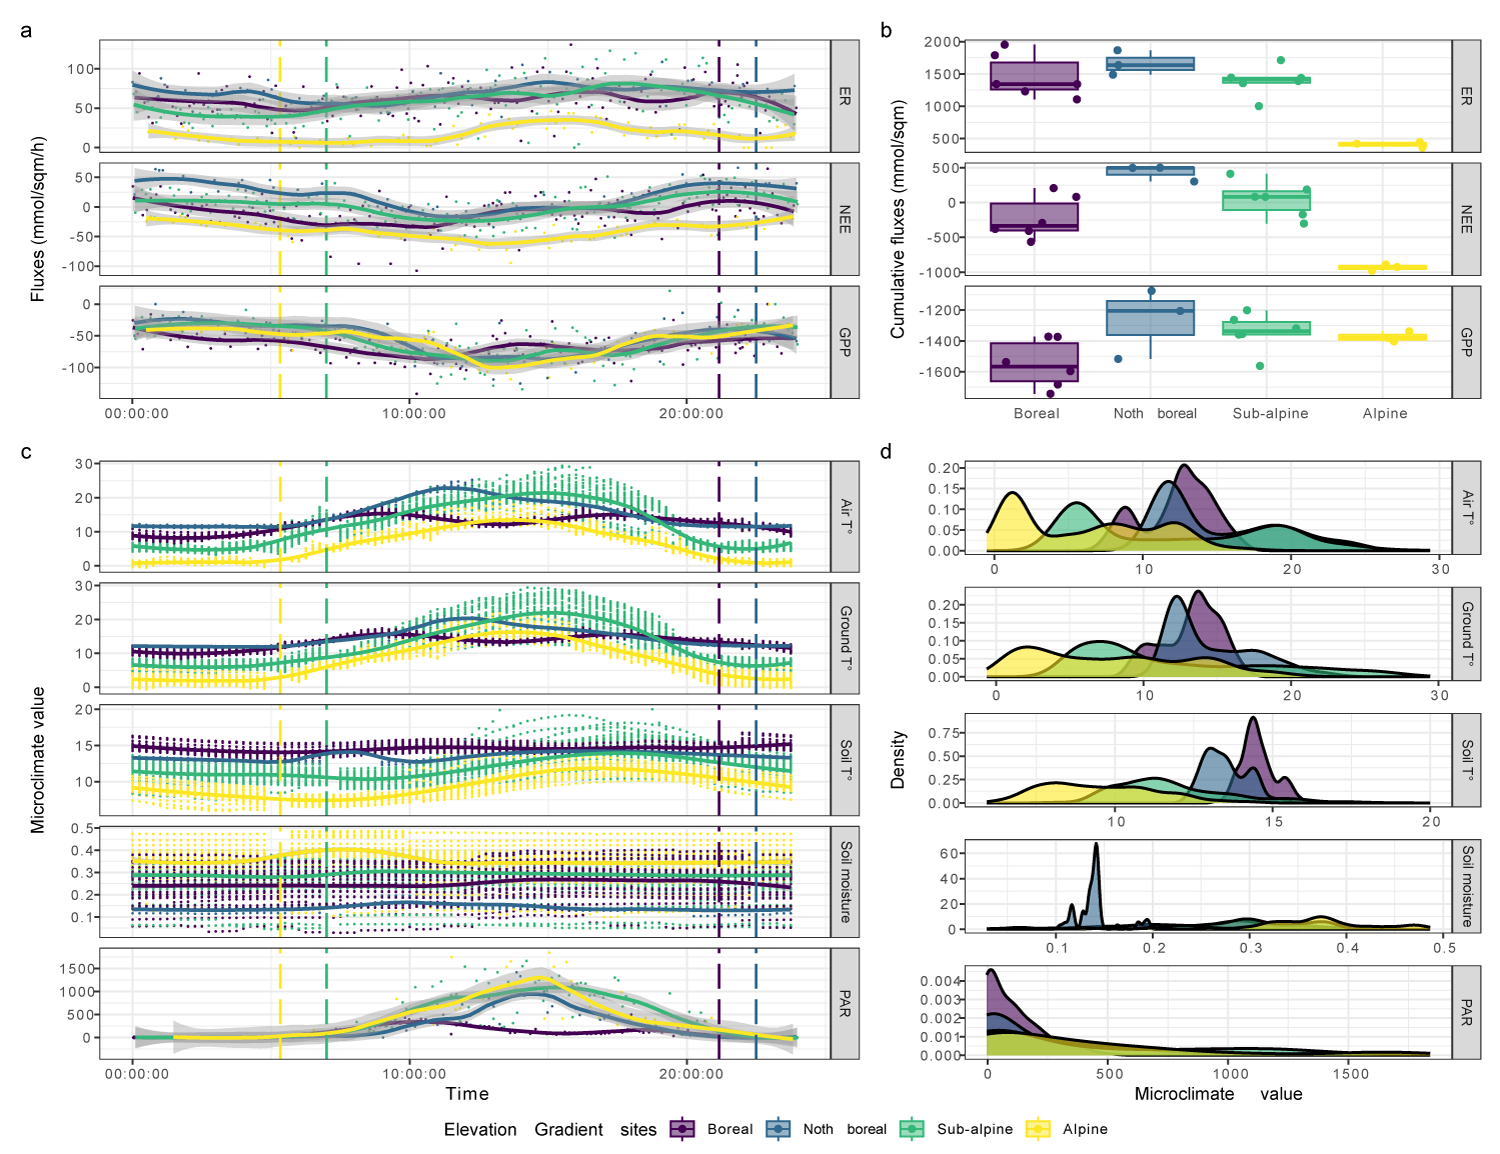 a
b
100
50
0
ER
50
0
-50
-100
NEE
0
-50
-100
GPP
00:00:00
10:00:00
20:00:00
Fluxes (mmol/sqm/h)
2000
1500
1000
500
ER
500
0
-500
-1000
NEE
-1200
-1400
-1600
GPP
Boreal
Noth boreal
Sub-alpine
Alpine
Cumulative fluxes (mmol/sqm)
c
d
30
20
10
0
Air T°
30
20
10
0
Ground T°
20
15
10
Soil T°
0.5
0.4
0.3
0.2
0.1
Soil moisture
1500
1000
500
0
PAR
00:00:00
10:00:00
20:00:00
Time
Microclimate value
0.20
0.15
0.10
0.05
0.00
Air T°
0
10
20
30
0.20
0.15
0.10
0.05
0.00
Ground T°
0
10
20
30
0.75
0.50
0.25
0.00
Soil T°
10
15
20
60
40
20
0
Soil moisture
0.1
0.2
0.3
0.4
0.5
0.004
0.003
0.002
0.001
0.000
PAR
0
500
1000
1500
Microclimate value
Density
Elevation Gradient sites Boreal Noth boreal Sub-alpine Alpine